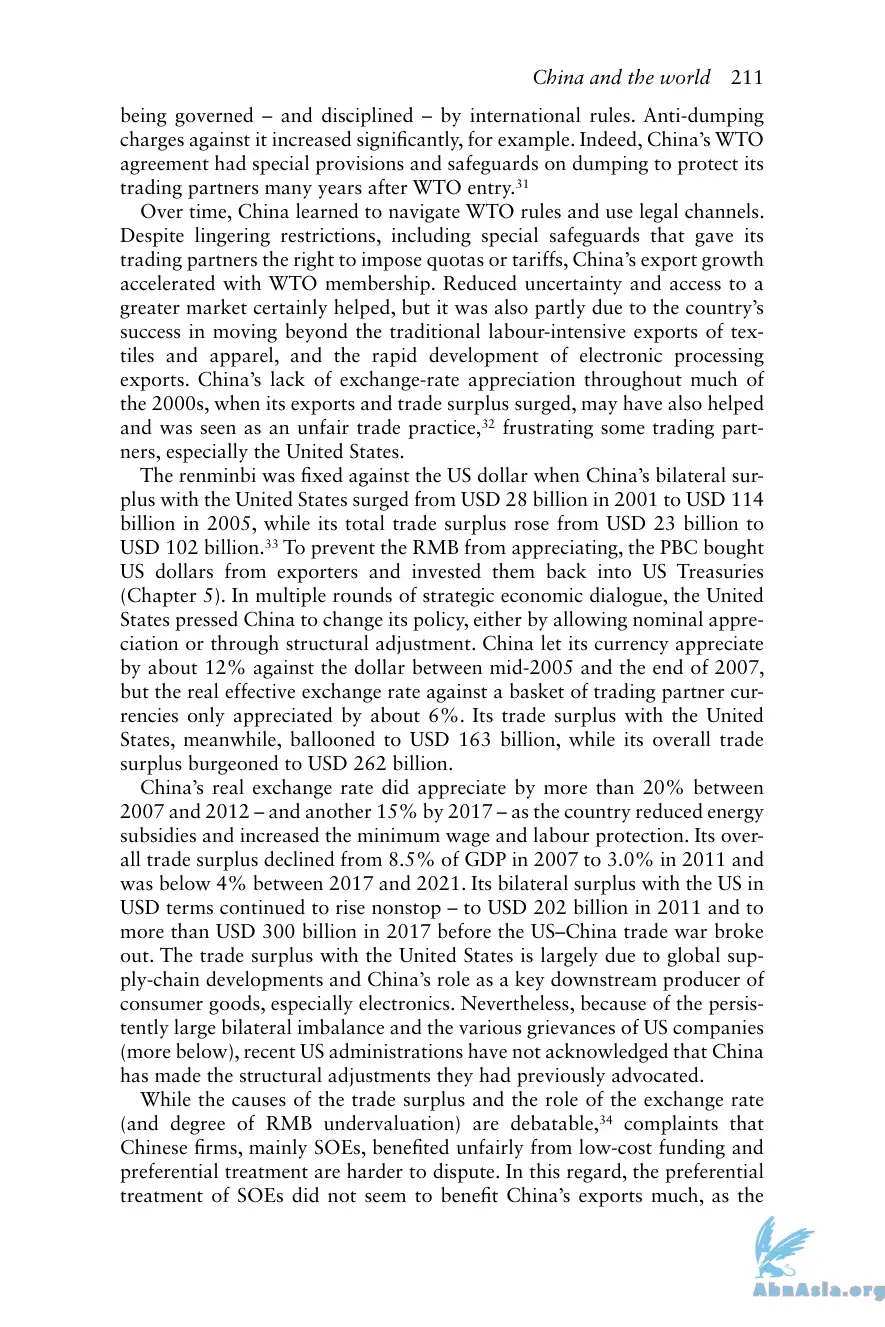 China and the world 211
being governed – and disciplined – by international rules. Anti-dumping
charges against it increased significantly, for example. Indeed, China’s WTO
agreement had special provisions and safeguards on dumping to protect its
trading partners many years after WTO entry.³¹
Over time, China learned to navigate WTO rules and use legal channels.
Despite lingering restrictions, including special safeguards that gave its
trading partners the right to impose quotas or tariffs, China’s export growth
accelerated with WTO membership. Reduced uncertainty and access to a
greater market certainly helped, but it was also partly due to the country’s
success in moving beyond the traditional labour-intensive exports of tex-
tiles and apparel, and the rapid development of electronic processing
exports. China’s lack of exchange-rate appreciation throughout much of
the 2000s, when its exports and trade surplus surged, may have also helped
and was seen as an unfair trade practice,³² frustrating some trading part-
ners, especially the United States.
The renminbi was fixed against the US dollar when China’s bilateral sur-
plus with the United States surged from USD 28 billion in 2001 to USD 114
billion in 2005, while its total trade surplus rose from USD 23 billion to
USD 102 billion.³³ To prevent the RMB from appreciating, the PBC bought
US dollars from exporters and invested them back into US Treasuries
(Chapter 5). In multiple rounds of strategic economic dialogue, the United
States pressed China to change its policy, either by allowing nominal appre-
ciation or through structural adjustment. China let its currency appreciate
by about 12% against the dollar between mid-2005 and the end of 2007,
but the real effective exchange rate against a basket of trading partner cur-
rencies only appreciated by about 6%. Its trade surplus with the United
States, meanwhile, ballooned to USD 163 billion, while its overall trade
surplus burgeoned to USD 262 billion.
China’s real exchange rate did appreciate by more than 20% between
2007 and 2012 – and another 15% by 2017 – as the country reduced energy
subsidies and increased the minimum wage and labour protection. Its over-
all trade surplus declined from 8.5% of GDP in 2007 to 3.0% in 2011 and
was below 4% between 2017 and 2021. Its bilateral surplus with the US in
USD terms continued to rise nonstop – to USD 202 billion in 2011 and to
more than USD 300 billion in 2017 before the US–China trade war broke
out. The trade surplus with the United States is largely due to global sup-
ply-chain developments and China’s role as a key downstream producer of
consumer goods, especially electronics. Nevertheless, because of the persis-
tently large bilateral imbalance and the various grievances of US companies
(more below), recent US administrations have not acknowledged that China
has made the structural adjustments they had previously advocated.
While the causes of the trade surplus and the role of the exchange rate
(and degree of RMB undervaluation) are debatable,³⁴ complaints that
Chinese firms, mainly SOEs, benefited unfairly from low-cost funding and
preferential treatment are harder to dispute. In this regard, the preferential
treatment of SOEs did not seem to benefit China’s exports much, as the
AbnAsia.org